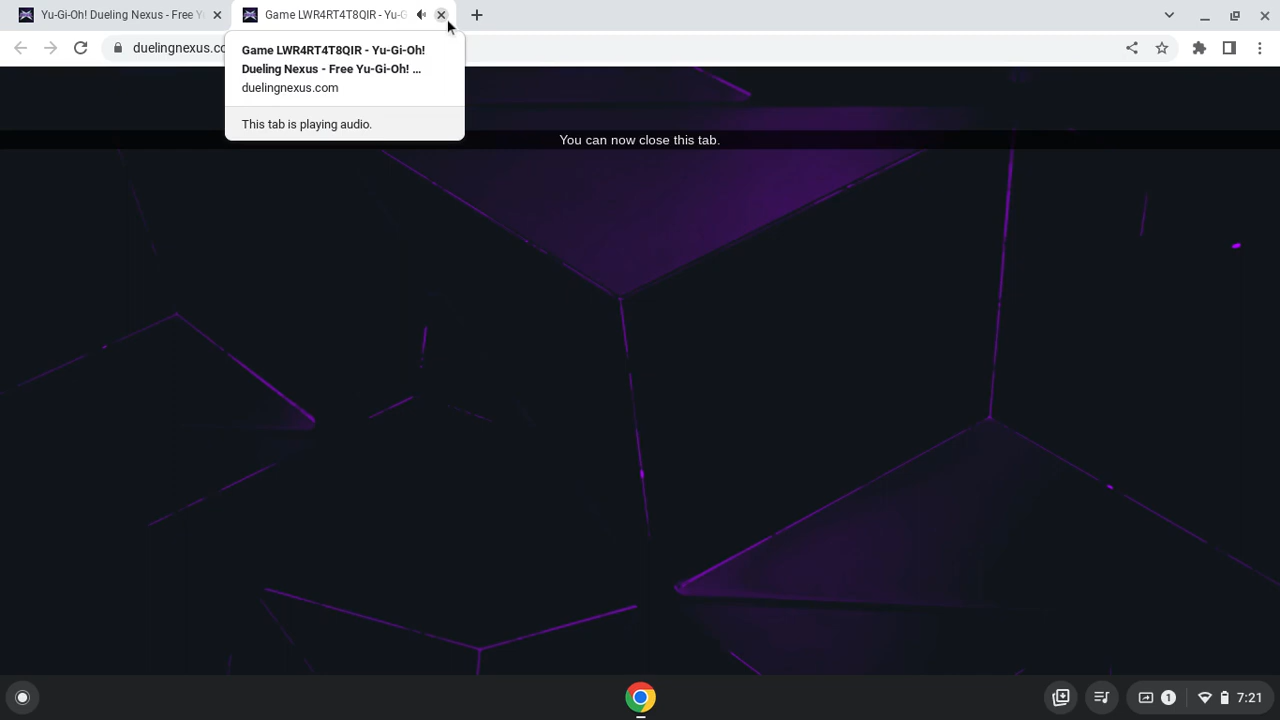 Yu-Gi-Oh! Dueling Nexus - Free Y
Game LWR4RT4T8QIR - Yu-G
duelingnexus.co
Game LWR4RT4T8QIR - Yu-Gi-Oh!
Dueling Nexus - Free Yu-Gi-Oh! ...
duelingnexus.com
This tab is playing audio.
You can now close this tab.
1
7:21